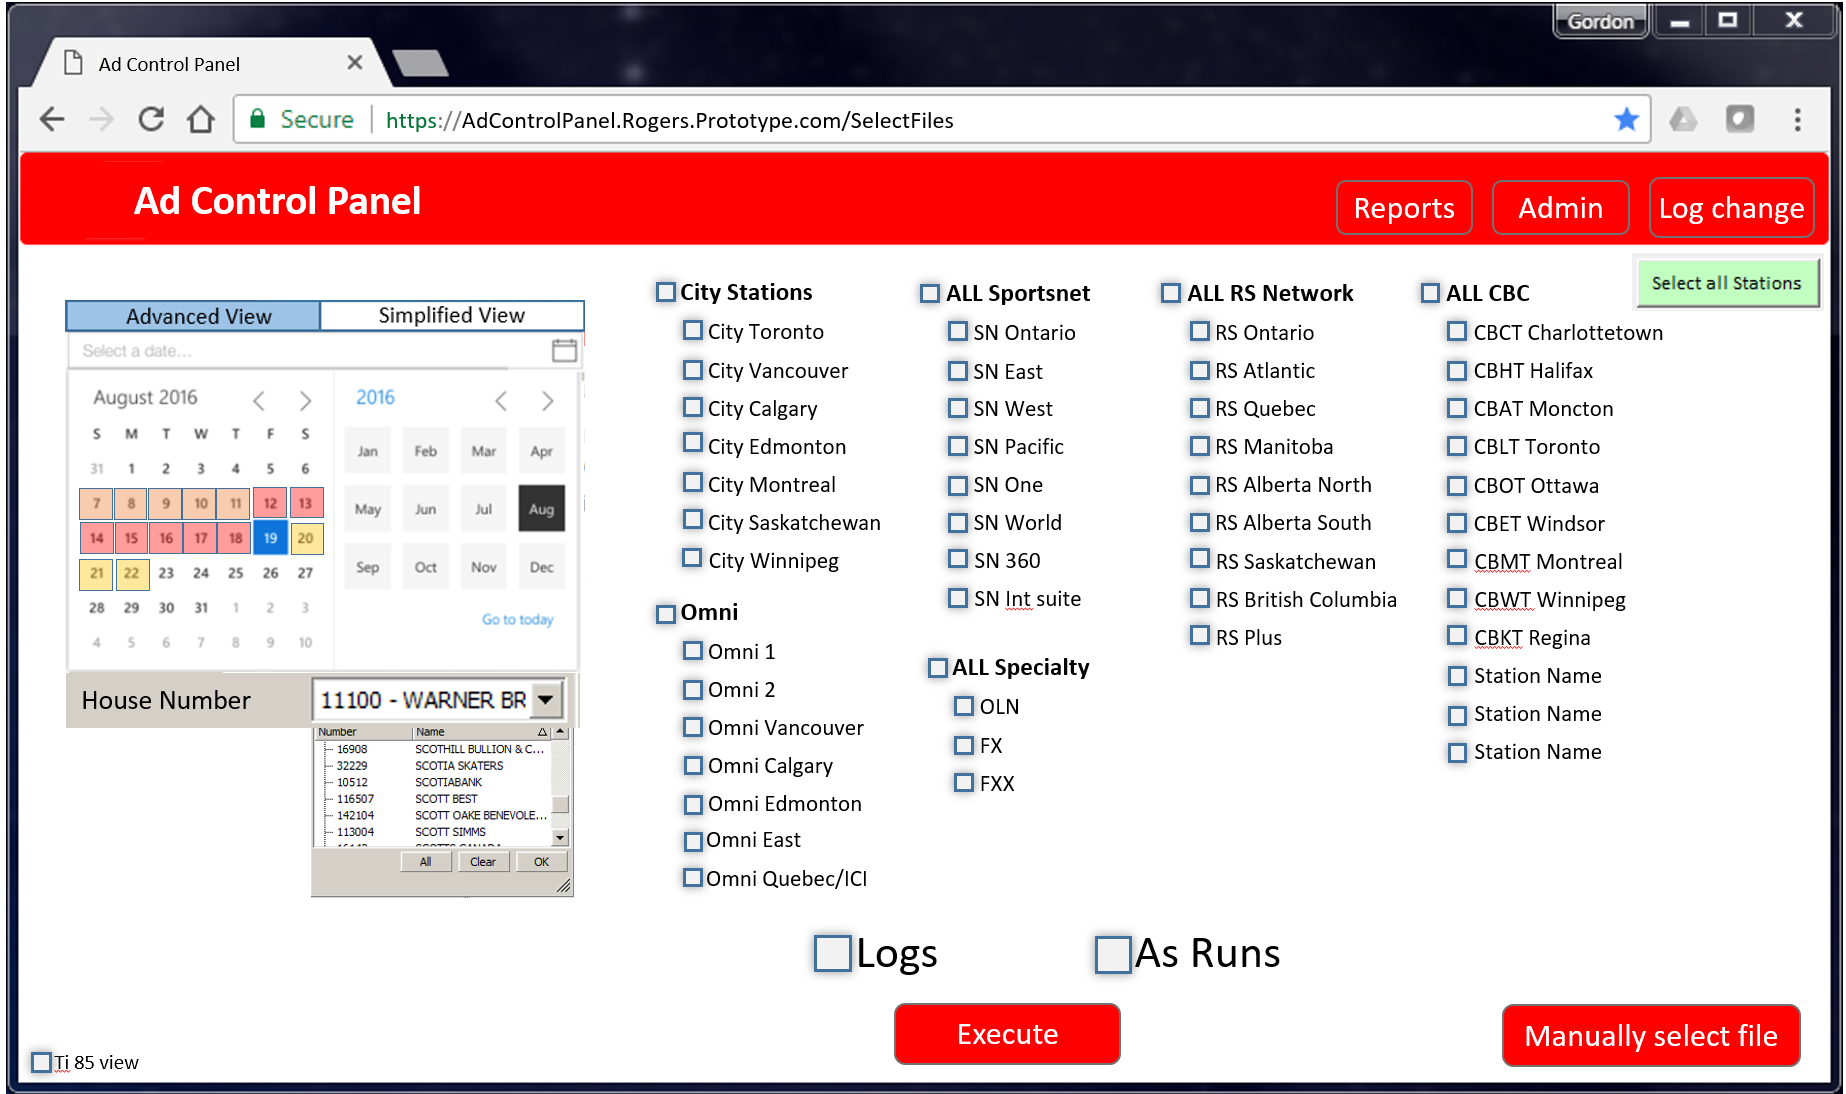 Gordon
Ad Control Panel
Secure
https://AdControlPanel.Rogers.Prototype.com/SelectFiles
Ad Control Panel
Reports
Admin
Log change
Select all Stations
Advanced View
Simplified View
Select a date...
August 2016
S M T W T F S
31 1 2 3 4 5 6
7 8 9 10 11 12 13
14 15 16 17 18 19 20
21 22 23 24 25 26 27
28 29 30 31 1 2 3
4 5 6 7 8 9 10
2016
Jan Feb Mar Apr
May Jun Jul Aug
Sep Oct Nov Dec
Go to today
House Number
11100 - WARNER BR
Number Name
16908 SCOTHILL BULLION & C...
32229 SCOTIA SKATERS
10512 SCOTIABANK
116507 SCOTT BEST
142104 SCOTT OAKE BENEVOLE...
113004 SCOTT SIMMS
All Clear OK
City Stations
City Toronto
City Vancouver
City Calgary
City Edmonton
City Montreal
City Saskatchewan
City Winnipeg
Omni
Omni 1
Omni 2
Omni Vancouver
Omni Calgary
Omni Edmonton
Omni East
Omni Quebec/ICI
ALL Sportsnet
SN Ontario
SN East
SN West
SN Pacific
SN One
SN World
SN 360
SN Int suite
ALL Specialty
OLN
FX
FXX
ALL RS Network
RS Ontario
RS Atlantic
RS Quebec
RS Manitoba
RS Alberta North
RS Alberta South
RS Saskatchewan
RS British Columbia
RS Plus
ALL CBC
CBCT Charlottetown
CBHT Halifax
CBAT Moncton
CBLT Toronto
CBOT Ottawa
CBET Windsor
CBMT Montreal
CBWT Winnipeg
CBKT Regina
Station Name
Station Name
Station Name
Logs
As Runs
Execute
Manually select file
Ti 85 view